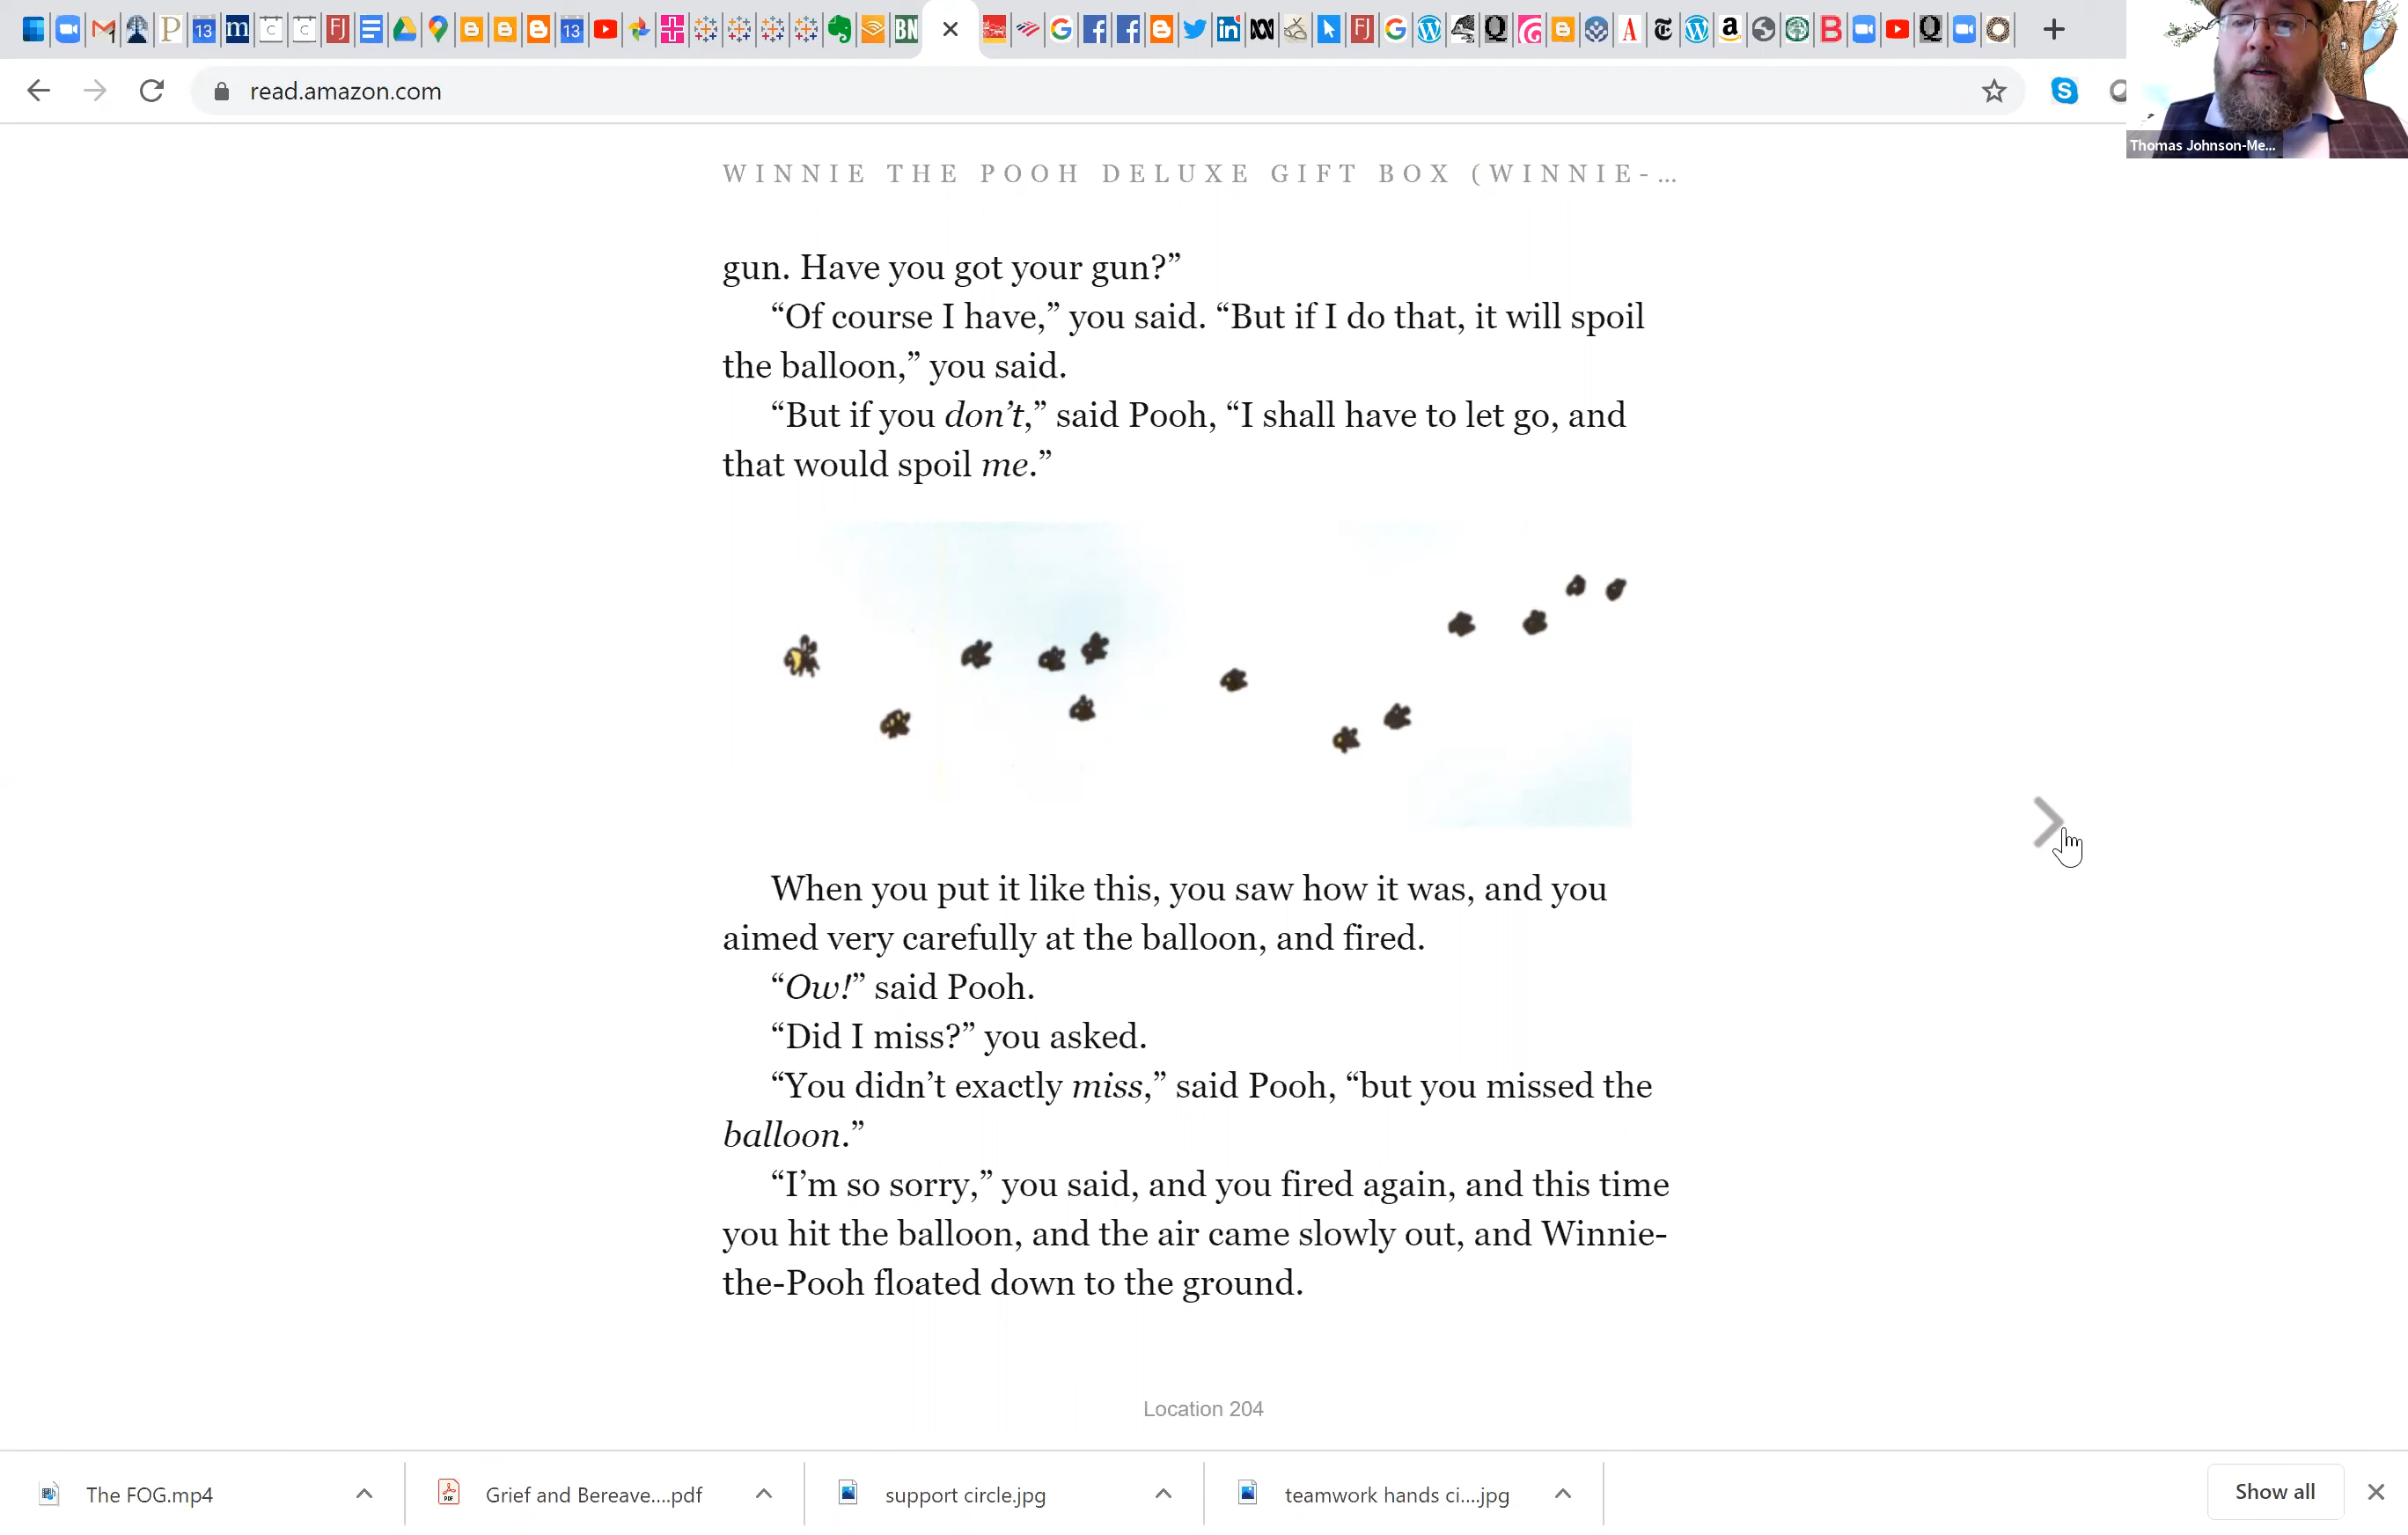 13 m C C FJ 13 BN FJ Q A T a B Q
read.amazon.com
S
Thomas Johnson-Me...
WINNIE THE POOH DELUXE GIFT BOX (WINNIE-...
gun. Have you got your gun?”
“Of course I have,” you said. “But if I do that, it will spoil
the balloon,” you said.
“But if you don’t,” said Pooh, “I shall have to let go, and
that would spoil me.”
When you put it like this, you saw how it was, and you
aimed very carefully at the balloon, and fired.
“Ow!” said Pooh.
“Did I miss?” you asked.
“You didn’t exactly miss,” said Pooh, “but you missed the
balloon.”
“I’m so sorry,” you said, and you fired again, and this time
you hit the balloon, and the air came slowly out, and Winnie-
the-Pooh floated down to the ground.
Location 204
The FOG.mp4
Grief and Bereave....pdf
support circle.jpg
teamwork hands ci....jpg
Show all